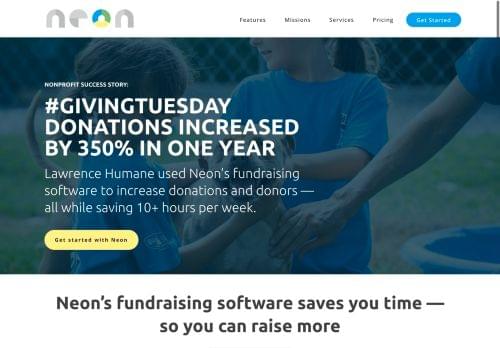 neon
Features Missions Services Pricing Get Started
NONPROFIT SUCCESS STORY:
#GIVINGTUESDAY
DONATIONS INCREASED
BY 350% IN ONE YEAR
Lawrence Humane used Neon's fundraising
software to increase donations and donors —
all while saving 10+ hours per week.
Get started with Neon
Neon's fundraising software saves you time —
so you can raise more